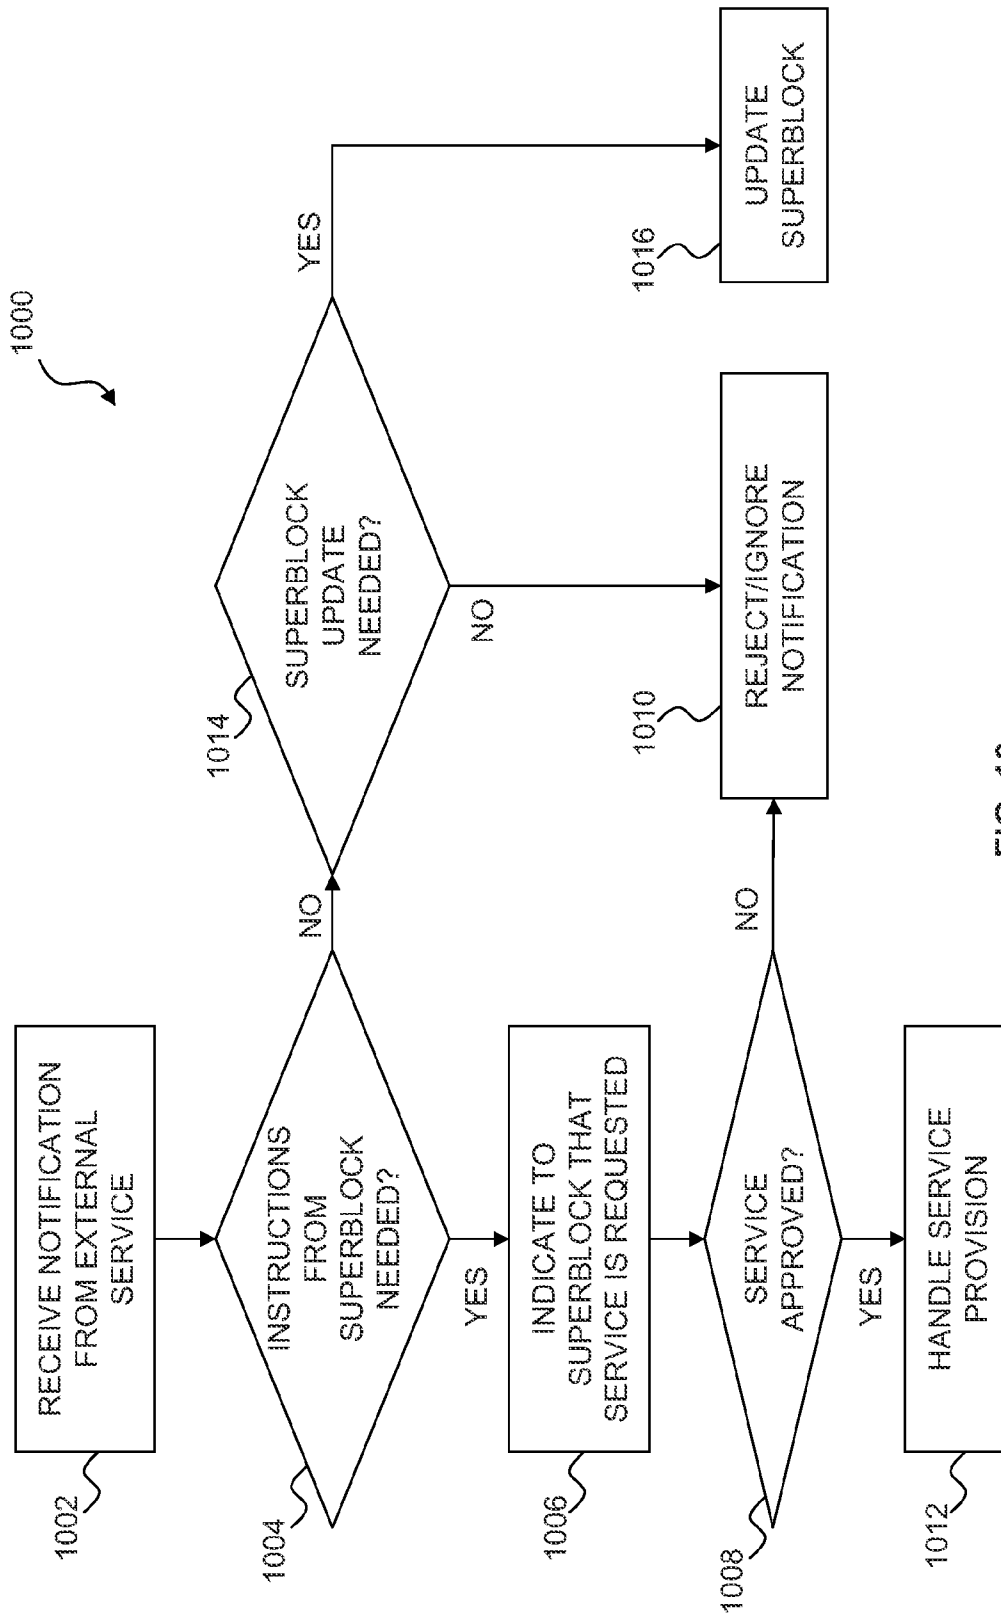 1000
1002
RECEIVE NOTIFICATION
FROM EXTERNAL
SERVICE
1004
INSTRUCTIONS
FROM
SUPERBLOCK
NEEDED?
NO
YES
1014
SUPERBLOCK
UPDATE
NEEDED?
YES
NO
1006
INDICATE TO
SUPERBLOCK THAT
SERVICE IS REQUESTED
1008
SERVICE
APPROVED?
NO
YES
1010
REJECT/IGNORE
NOTIFICATION
1016
UPDATE
SUPERBLOCK
1012
HANDLE SERVICE
PROVISION